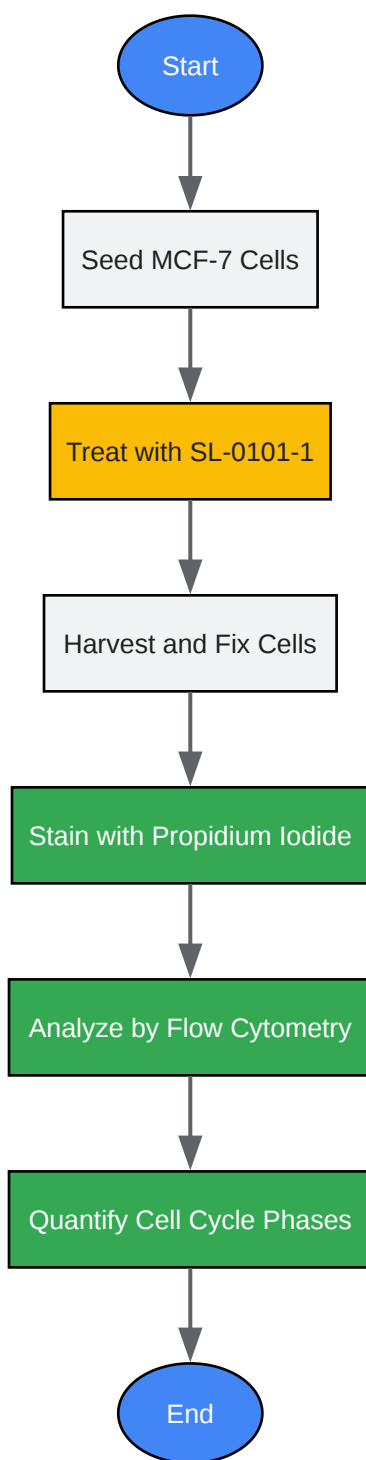 Start
Seed MCF-7 Cells
Treat with SL-0101-1
Harvest and Fix Cells
Stain with Propidium Iodide
Analyze by Flow Cytometry
Quantify Cell Cycle Phases
End